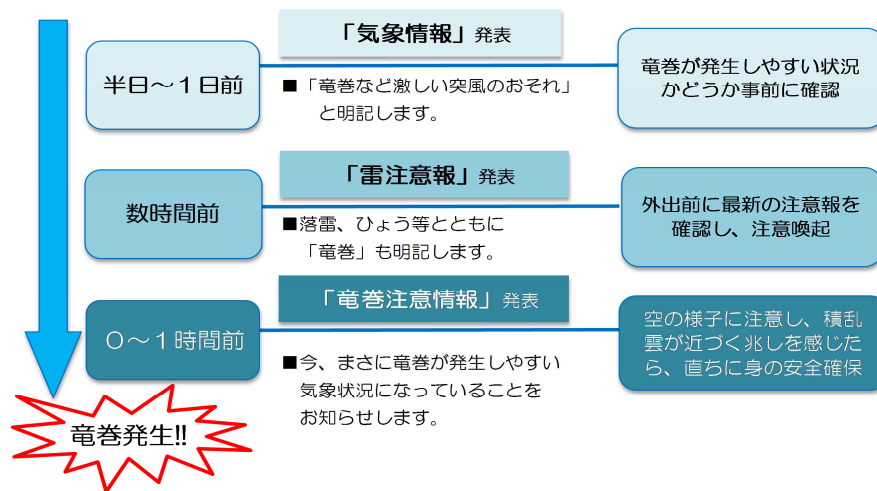 「気象情報」発表
半日～１日前
■「竜巻など激しい突風のおそれ」
と明記します。
竜巻が発生しやすい状況
かどうか事前に確認
「雷注意報」発表
数時間前
■落雷、ひょう等とともに
「竜巻」も明記します。
外出前に最新の注意報を
確認し、注意喚起
「竜巻注意情報」発表
０～１時間前
■今、まさに竜巻が発生しやすい
気象状況になっていることを
お知らせします。
空の様子に注意し、積乱
雲が近づく兆しを感じた
ら、直ちに身の安全確保
竜巻発生!!